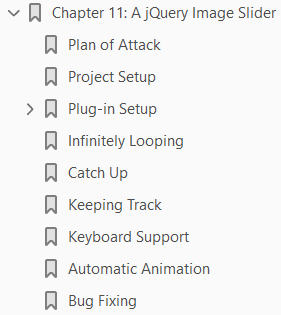 Chapter 11: A jQuery Image Slider
Plan of Attack
Project Setup
Plug-in Setup
Infinitely Looping
Catch Up
Keeping Track
Keyboard Support
Automatic Animation
Bug Fixing